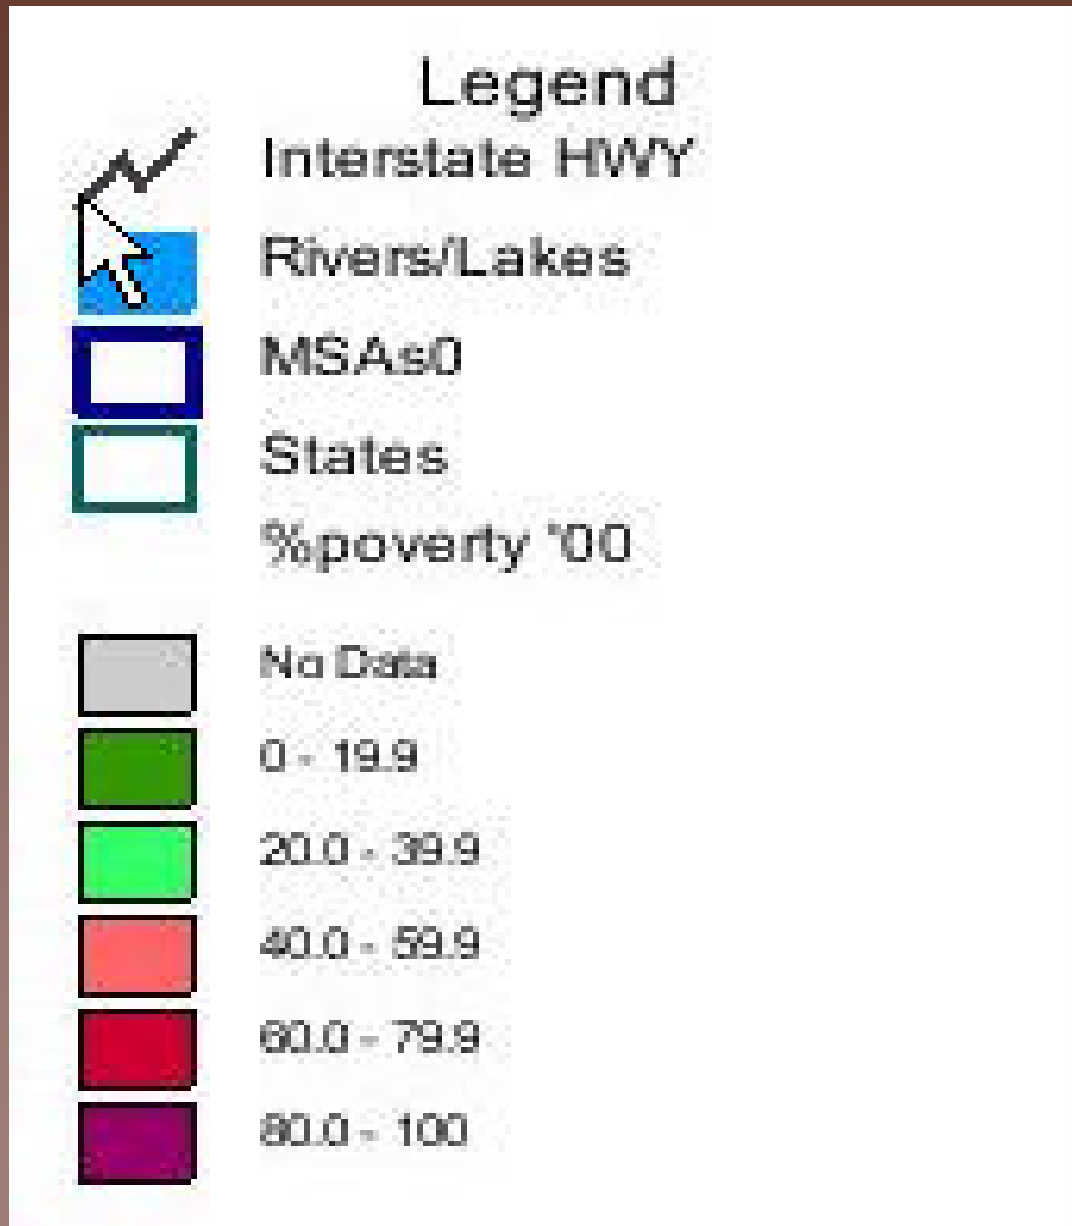 Legend
Interstate HWY
Rivers/Lakes
MSAs0
States
%poverty '00
No Data
0 - 19.9
20.0 - 39.9
40.0 - 59.9
60.0 - 79.9
80.0 - 100